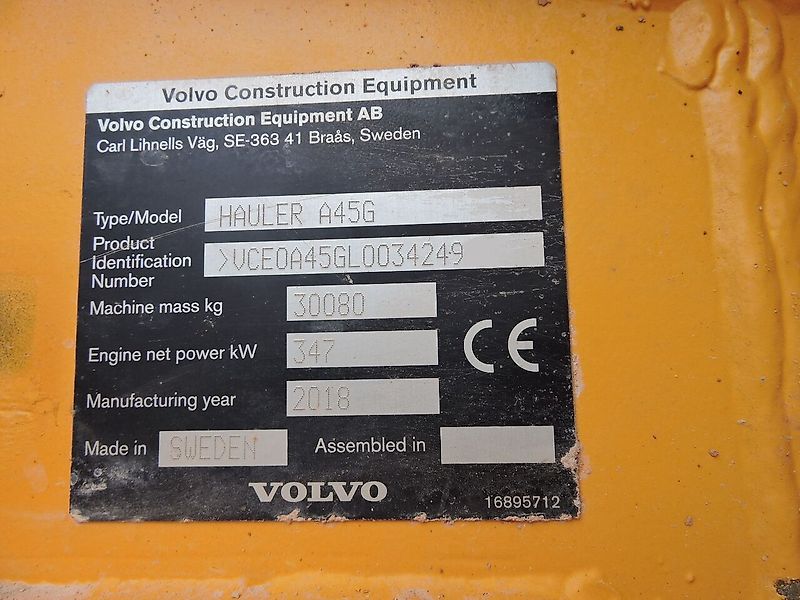 Volvo Construction Equipment
Volvo Construction Equipment AB
Carl Lihnells Väg, SE-363 41 Braås, Sweden
Type/Model HAULER A45G
Product Identification Number >VCE0A45GL0034249
Machine mass kg 30080
Engine net power kW 347
CE
Manufacturing year 2018
Made in SWEDEN Assembled in
VOLVO
16895712